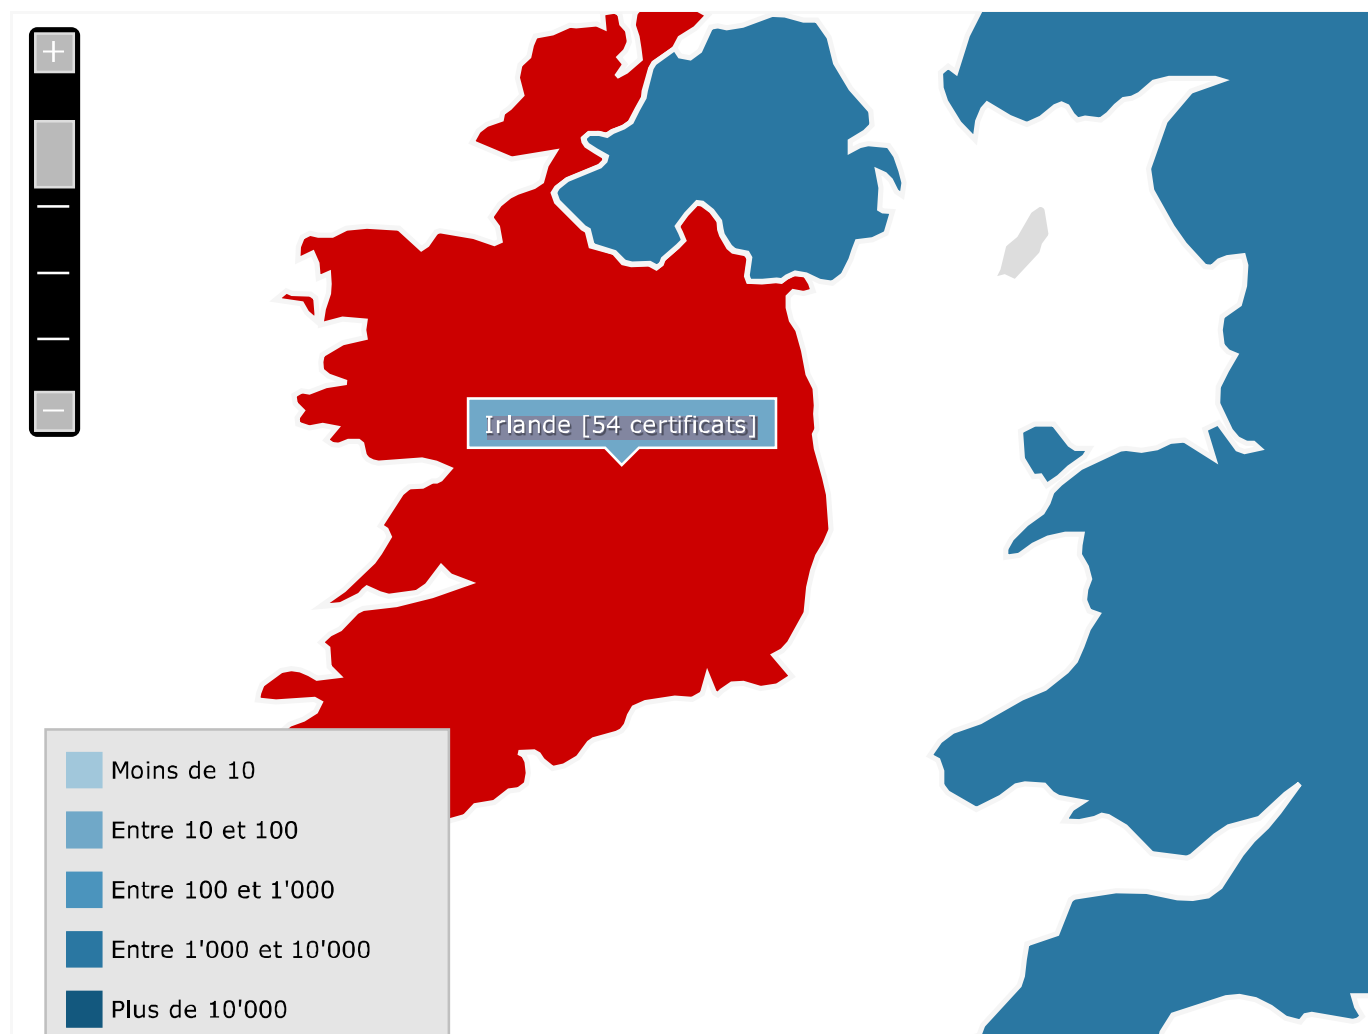 +
Irlande [54 certificats]
−
Moins de 10
Entre 10 et 100
Entre 100 et 1'000
Entre 1'000 et 10'000
Plus de 10'000